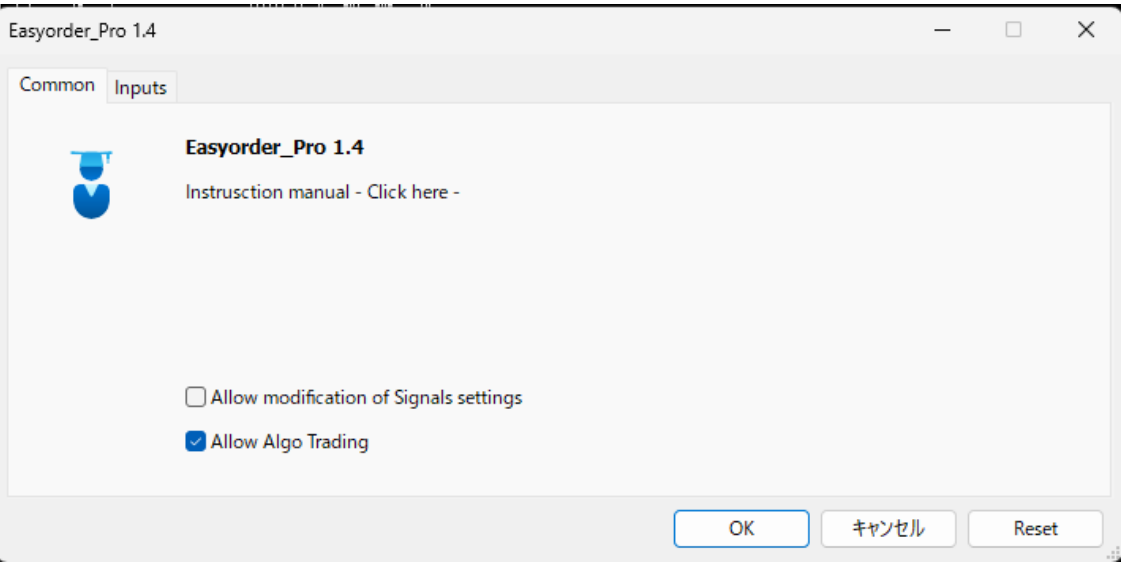 Easyorder_Pro 1.4
Common
Inputs
Easyorder_Pro 1.4
Instrusction manual - Click here -
Allow modification of Signals settings
Allow Algo Trading
OK
キャンセル
Reset